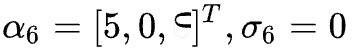 α₆ = [5, 0, ᓓ]ᵀ, σ₆ = 0